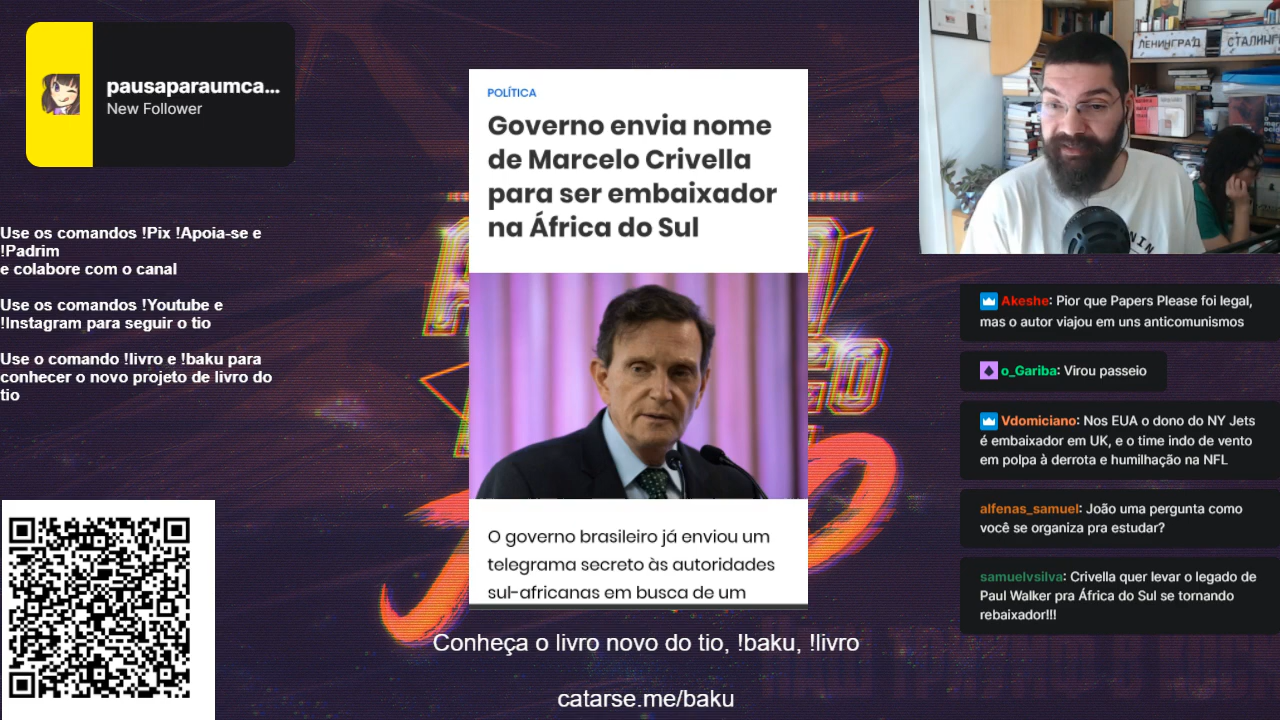 pausaparaumca...
New Follower
Use os comandos !Pix !Apoia-se e
!Padrim
e colabore com o canal
Use os comandos !Youtube e
!Instagram para seguir o tio
Use o comando !livro e !baku para
conhecer o novo projeto de livro do
tio
POLÍTICA
Governo envia nome
de Marcelo Crivella
para ser embaixador
na África do Sul
O governo brasileiro já enviou um
telegrama secreto às autoridades
sul-africanas em busca de um
Conheça o livro novo do tio, !baku, !livro
catarse.me/baku
ЛЕНИНГРАД
Akeshe: Pior que Papers Please foi legal,
mas o autor viajou em uns anticomunismos
o_Gariba: Virou passeio
Vdomiciano: Nos EUA o dono do NY Jets
é embaixador em UK, e o time indo de vento
em polpa à derrota e humilhação na NFL
alfenas_samuel: João uma pergunta como
você se organiza pra estudar?
samuelvsilva: Crivella quer levar o legado de
Paul Walker pra África do Sul se tornando
rebaixador!!!